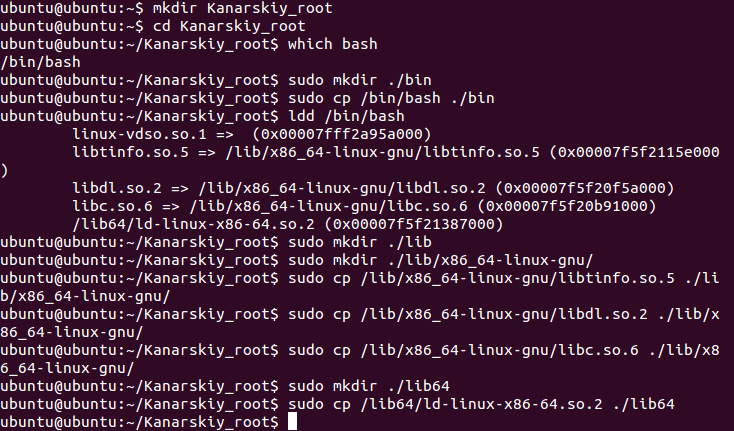 ubuntu@ubuntu:~$ mkdir Kanarskiy_root
ubuntu@ubuntu:~$ cd Kanarskiy_root
ubuntu@ubuntu:~/Kanarskiy_root$ which bash
/bin/bash
ubuntu@ubuntu:~/Kanarskiy_root$ sudo mkdir ./bin
ubuntu@ubuntu:~/Kanarskiy_root$ sudo cp /bin/bash ./bin
ubuntu@ubuntu:~/Kanarskiy_root$ ldd /bin/bash
        linux-vdso.so.1 =>  (0x00007fff2a95a000)
        libtinfo.so.5 => /lib/x86_64-linux-gnu/libtinfo.so.5 (0x00007f5f2115e000
)
        libdl.so.2 => /lib/x86_64-linux-gnu/libdl.so.2 (0x00007f5f20f5a000)
        libc.so.6 => /lib/x86_64-linux-gnu/libc.so.6 (0x00007f5f20b91000)
        /lib64/ld-linux-x86-64.so.2 (0x00007f5f21387000)
ubuntu@ubuntu:~/Kanarskiy_root$ sudo mkdir ./lib
ubuntu@ubuntu:~/Kanarskiy_root$ sudo mkdir ./lib/x86_64-linux-gnu/
ubuntu@ubuntu:~/Kanarskiy_root$ sudo cp /lib/x86_64-linux-gnu/libtinfo.so.5 ./li
b/x86_64-linux-gnu/
ubuntu@ubuntu:~/Kanarskiy_root$ sudo cp /lib/x86_64-linux-gnu/libdl.so.2 ./lib/x
86_64-linux-gnu/
ubuntu@ubuntu:~/Kanarskiy_root$ sudo cp /lib/x86_64-linux-gnu/libc.so.6 ./lib/x8
6_64-linux-gnu/
ubuntu@ubuntu:~/Kanarskiy_root$ sudo mkdir ./lib64
ubuntu@ubuntu:~/Kanarskiy_root$ sudo cp /lib64/ld-linux-x86-64.so.2 ./lib64
ubuntu@ubuntu:~/Kanarskiy_root$